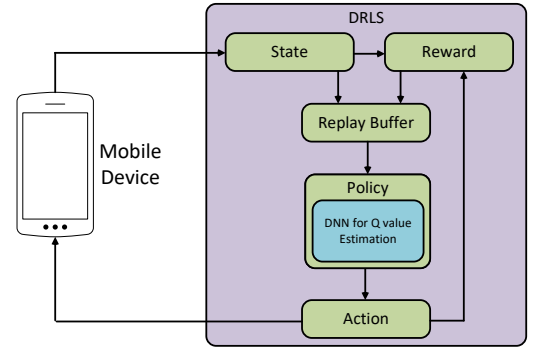 DRLS
State
Reward
Replay Buffer
Mobile
Device
Policy
DNN for Q value
Estimation
Action